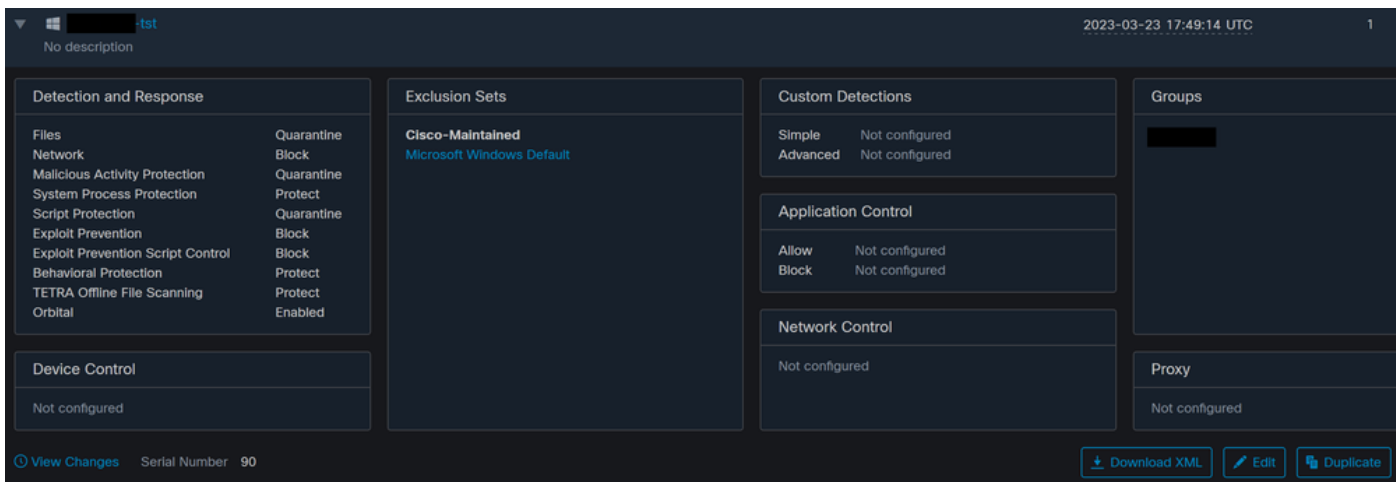 -tst
2023-03-23 17:49:14 UTC
1
No description
Detection and Response
Files Quarantine
Network Block
Malicious Activity Protection Quarantine
System Process Protection Protect
Script Protection Quarantine
Exploit Prevention Block
Exploit Prevention Script Control Block
Behavioral Protection Protect
TETRA Offline File Scanning Protect
Orbital Enabled
Device Control
Not configured
Exclusion Sets
Cisco-Maintained
Microsoft Windows Default
Custom Detections
Simple Not configured
Advanced Not configured
Application Control
Allow Not configured
Block Not configured
Network Control
Not configured
Groups
Proxy
Not configured
View Changes Serial Number 90
Download XML Edit Duplicate